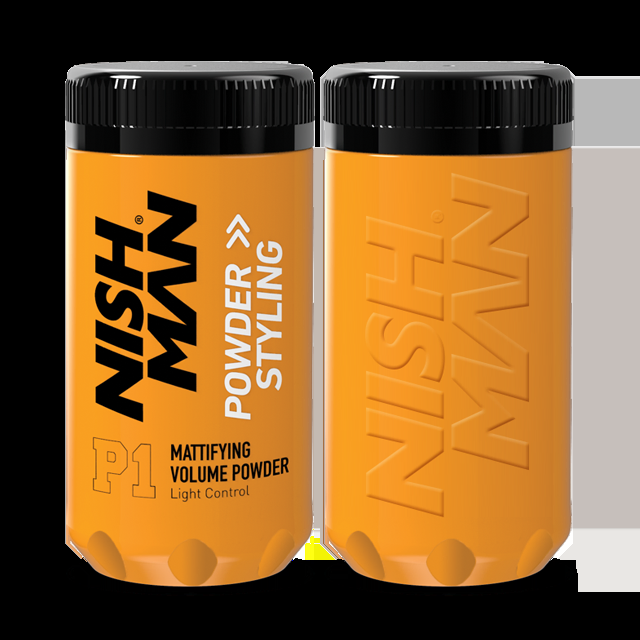 NISH
MAN®
POWDER >>
STYLING
P1
MATTIFYING
VOLUME POWDER
Light Control
NISH
MAN®